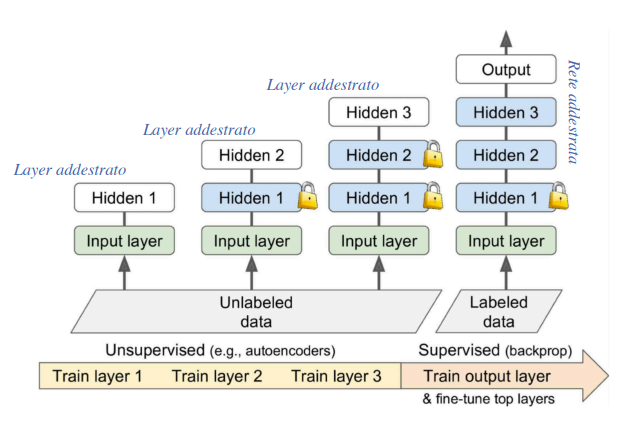 Output
Layer addestrato
Rete addestrata
Hidden 3
Hidden 3
Layer addestrato
Hidden 2
Hidden 2
Hidden 2
Layer addestrato
Hidden 1
Hidden 1
Hidden 1
Hidden 1
Input layer
Input layer
Input layer
Input layer
Unlabeled
data
Labeled
data
Unsupervised (e.g., autoencoders)
Supervised (backprop)
Train layer 1
Train layer 2
Train layer 3
Train output layer
& fine-tune top layers